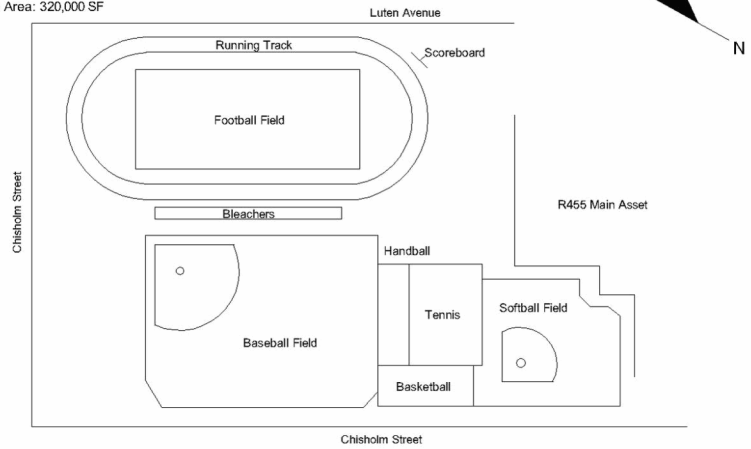 Area: 320,000 SF
Luten Avenue
N
Running Track
Scoreboard
Football Field
Chisholm Street
R455 Main Asset
Bleachers
Handball
Tennis
Softball Field
Baseball Field
Basketball
Chisholm Street